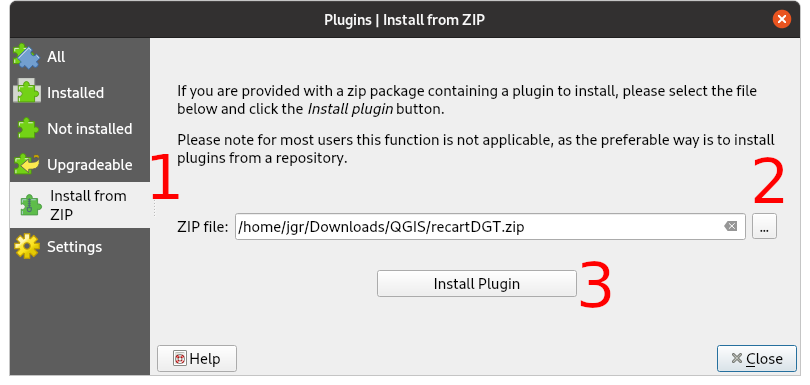 Plugins | Install from ZIP
All
Installed
Not installed
Upgradeable
Install from
ZIP
Settings
If you are provided with a zip package containing a plugin to install, please select the file
below and click the Install plugin button.
Please note for most users this function is not applicable, as the preferable way is to install
plugins from a repository.
1
2
ZIP file: /home/jgr/Downloads/QGIS/recartDGT.zip ...
Install Plugin 3
Help
Close